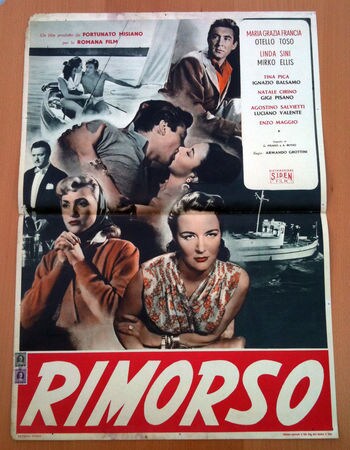 Un film prodotto da FORTUNATO MISIANO
per la ROMANA FILM
MARIA GRAZIA FRANCIA
OTELLO TOSO
LINDA SINI
MIRKO ELLIS
TINA PICA
IGNAZIO BALSAMO
NATALE CIRINO
GIGI PISANO
AGOSTINO SALVIETTI
LUCIANO VALENTE
ENZO MAGGIO
Regia: ARMANDO GROTTINI
SIDEN
FILM
RIMORSO